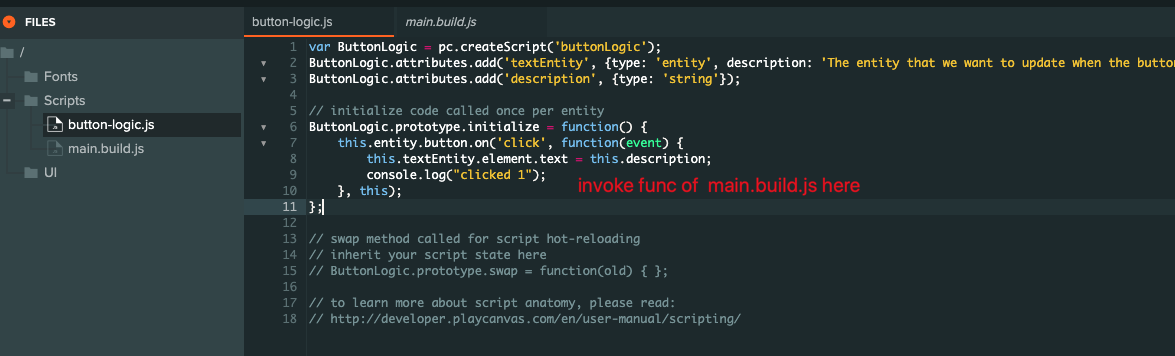 FILES
/
Fonts
Scripts
button-logic.js
main.build.js
UI
button-logic.js
main.build.js
1 var ButtonLogic = pc.createScript('buttonLogic');
2 ButtonLogic.attributes.add('textEntity', {type: 'entity', description: 'The entity that we want to update when the button
3 ButtonLogic.attributes.add('description', {type: 'string'});
4
5 // initialize code called once per entity
6 ButtonLogic.prototype.initialize = function() {
7 this.entity.button.on('click', function(event) {
8 this.textEntity.element.text = this.description;
9 console.log("clicked 1");
10 }, this);
invoke func of main.build.js here
11 };
12
13 // swap method called for script hot-reloading
14 // inherit your script state here
15 // ButtonLogic.prototype.swap = function(old) { };
16
17 // to learn more about script anatomy, please read:
18 // http://developer.playcanvas.com/en/user-manual/scripting/